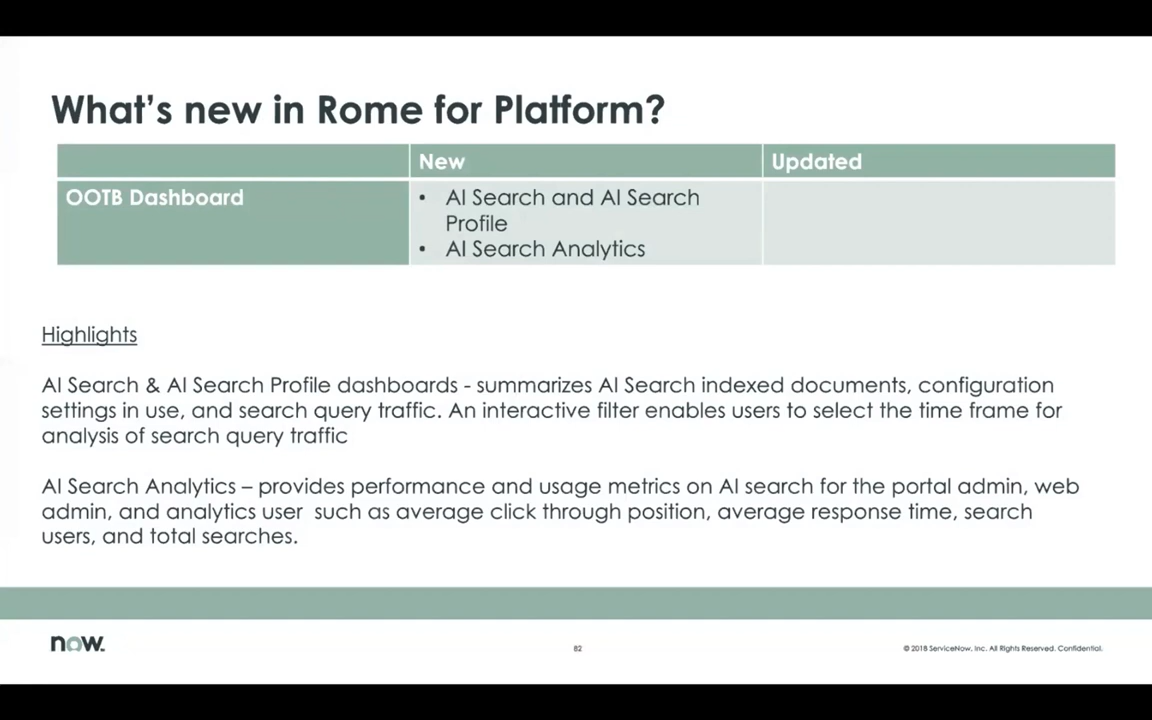 What's new in Rome for Platform?
New
Updated
OOTB Dashboard
• AI Search and AI Search
Profile
• AI Search Analytics
Highlights
AI Search & AI Search Profile dashboards - summarizes AI Search indexed documents, configuration
settings in use, and search query traffic. An interactive filter enables users to select the time frame for
analysis of search query traffic
AI Search Analytics – provides performance and usage metrics on AI search for the portal admin, web
admin, and analytics user such as average click through position, average response time, search
users, and total searches.
now.
82
© 2018 ServiceNow, Inc. All Rights Reserved. Confidential.